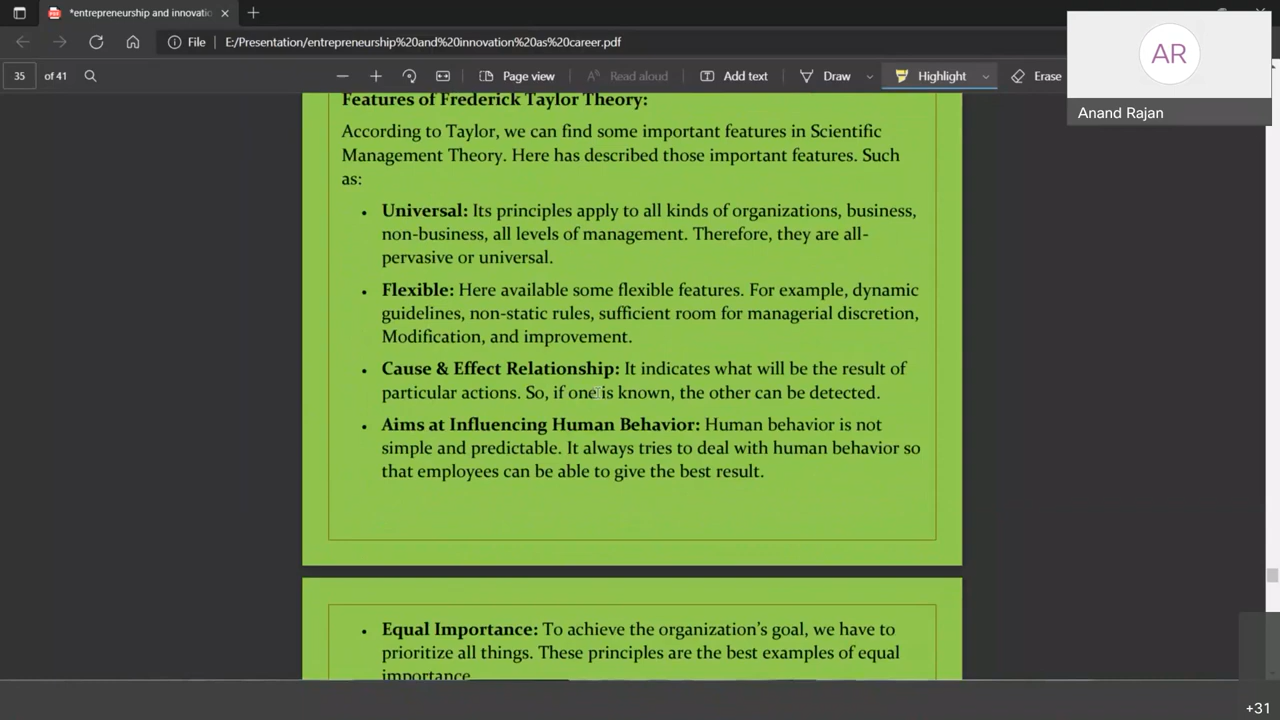 *entrepreneurship and innovatic
File
E:/Presentation/entrepreneurship%20and%20innovation%20as%20career.pdf
35 of 41
Page view
Read aloud
Add text
Draw
Highlight
Erase
AR
Anand Rajan
Features of Frederick Taylor Theory:
According to Taylor, we can find some important features in Scientific
Management Theory. Here has described those important features. Such
as:
• Universal: Its principles apply to all kinds of organizations, business,
non-business, all levels of management. Therefore, they are all-
pervasive or universal.
• Flexible: Here available some flexible features. For example, dynamic
guidelines, non-static rules, sufficient room for managerial discretion,
Modification, and improvement.
• Cause & Effect Relationship: It indicates what will be the result of
particular actions. So, if one is known, the other can be detected.
• Aims at Influencing Human Behavior: Human behavior is not
simple and predictable. It always tries to deal with human behavior so
that employees can be able to give the best result.
• Equal Importance: To achieve the organization's goal, we have to
prioritize all things. These principles are the best examples of equal
importance
+31